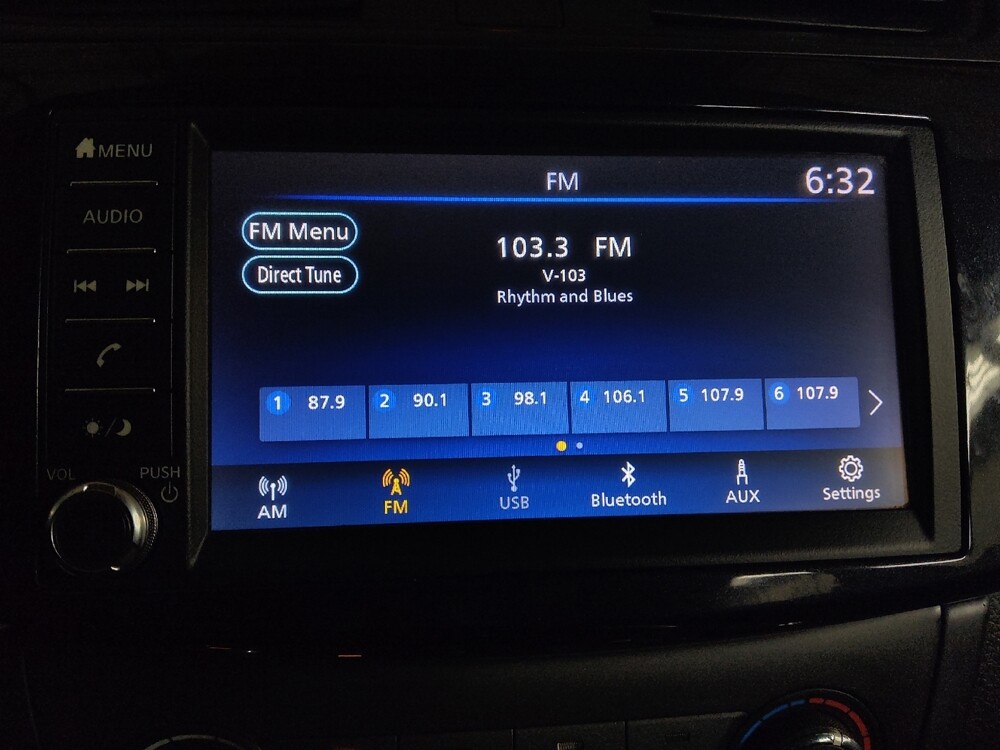 MENU
AUDIO
VOL
PUSH
FM
6:32
FM Menu
Direct Tune
103.3 FM
V-103
Rhythm and Blues
1 87.9
2 90.1
3 98.1
4 106.1
5 107.9
6 107.9
AM
FM
USB
Bluetooth
AUX
Settings